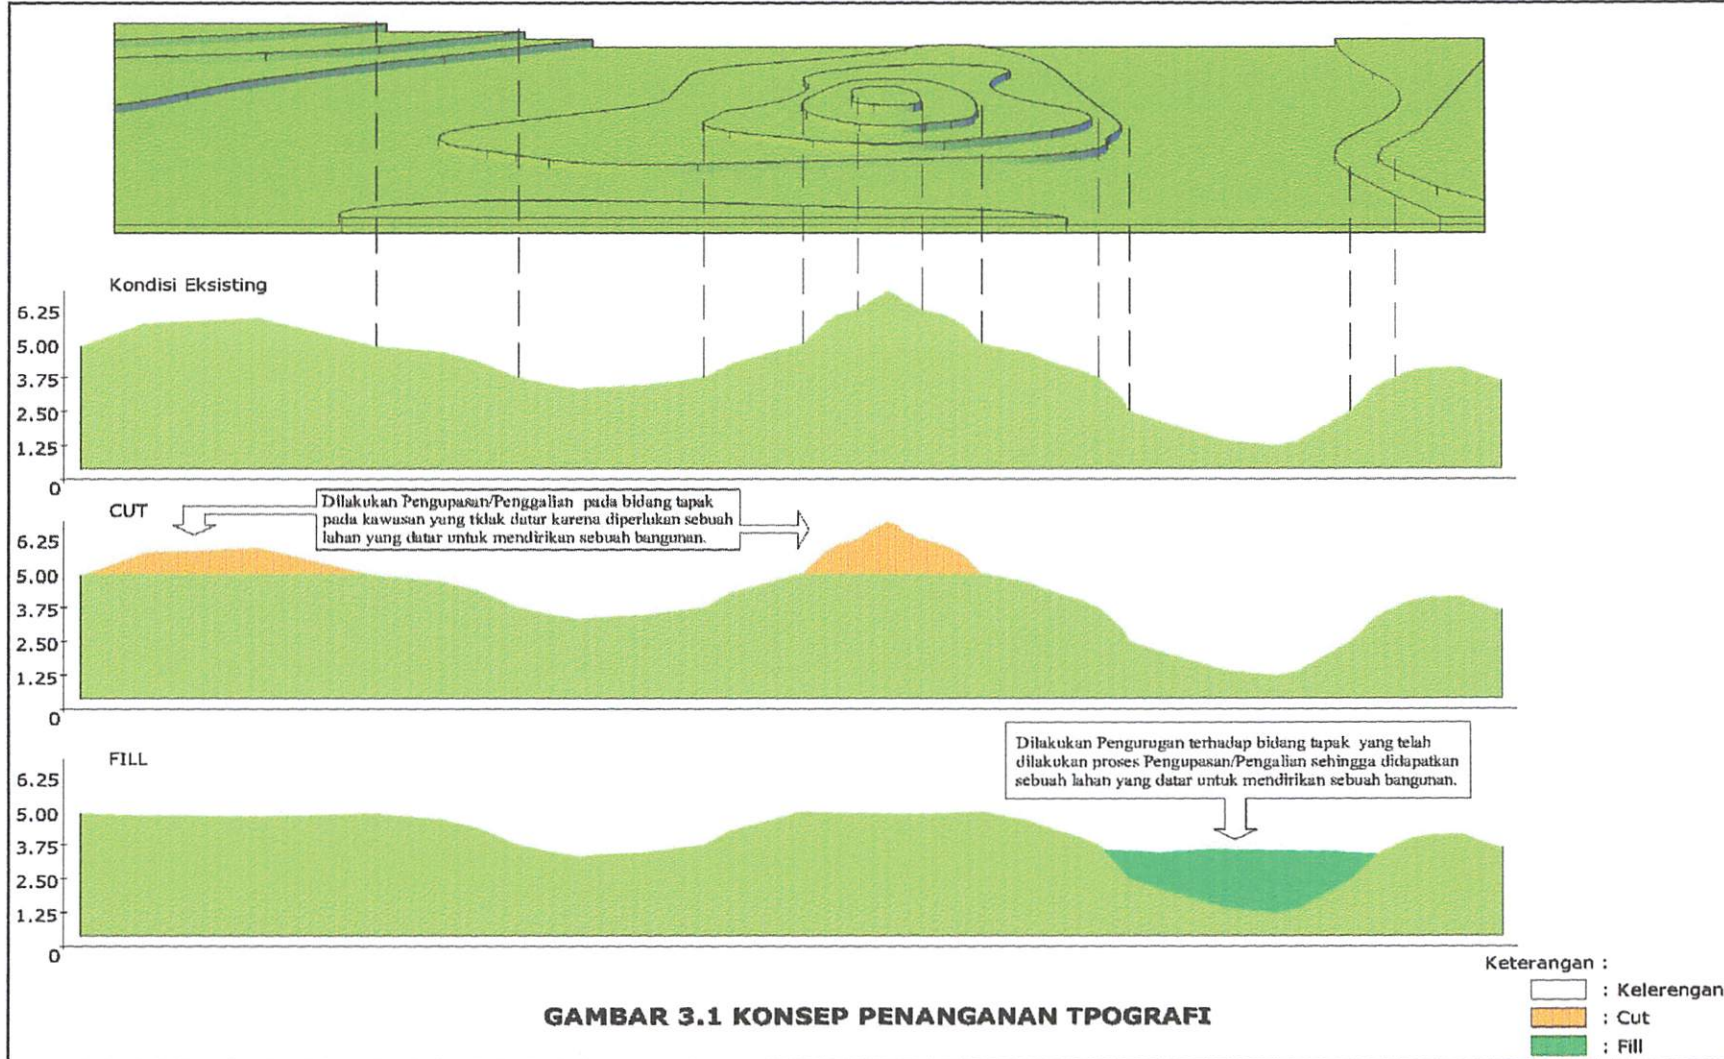 Kondisi Eksisting
6.25
5.00
3.75
2.50
1.25
0
CUT
Dilakukan Pengupasan/Penggalian pada bidang tapak
pada kawasan yang tidak datar karena diperlukan sebuah
lahan yang datar untuk mendirikan sebuah bangunan.
6.25
5.00
3.75
2.50
1.25
0
FILL
Dilakukan Pengurugan terhadap bidang tapak yang telah
dilakukan proses Pengupasan/Pengalian sehingga didapatkan
sebuah lahan yang datar untuk mendirikan sebuah bangunan.
6.25
5.00
3.75
2.50
1.25
0
Keterangan :
: Kelerengan
: Cut
: Fill
GAMBAR 3.1 KONSEP PENANGANAN TPOGRAFI